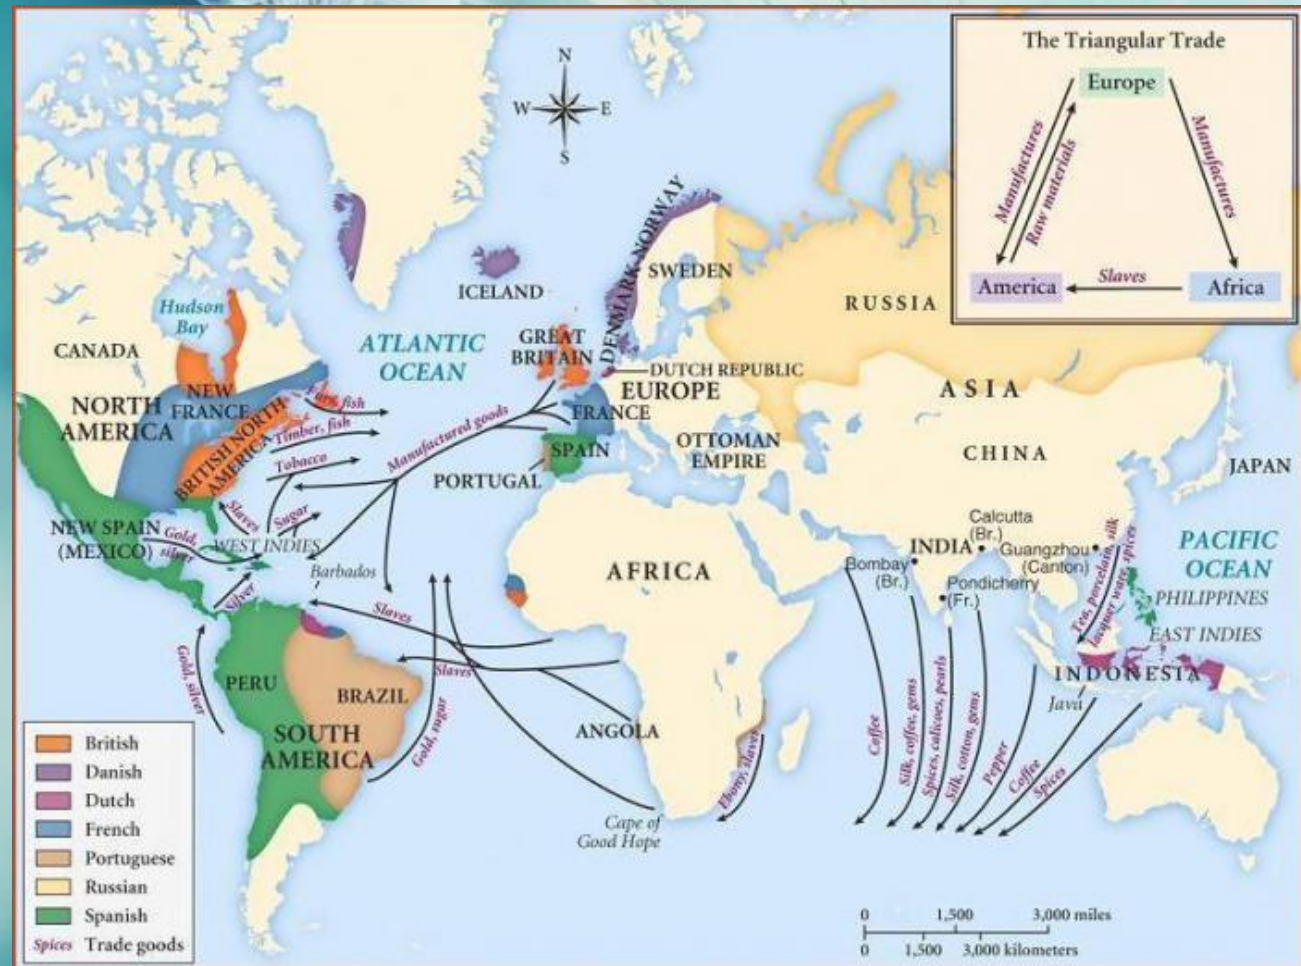 The Triangular Trade
Europe
Manufactures
Raw materials
Manufactures
America
Slaves
Africa
N
W
E
S
Hudson
Bay
CANADA
NORTH
AMERICA
NEW
FRANCE
BRITISH NORTH
AMERICA
ATLANTIC
OCEAN
ICELAND
GREAT
BRITAIN
DENMARK-NORWAY
SWEDEN
RUSSIA
DUTCH REPUBLIC
EUROPE
FRANCE
SPAIN
PORTUGAL
OTTOMAN
EMPIRE
ASIA
CHINA
JAPAN
Furs, fish
Timber, fish
Tobacco
Manufactured goods
Slaves
Sugar
NEW SPAIN
(MEXICO)
Gold,
silver
WEST INDIES
Barbados
Silver
Gold, silver
PERU
BRAZIL
SOUTH
AMERICA
Gold, sugar
Slaves
Slaves
AFRICA
ANGOLA
Cape of
Good Hope
Ebony, slaves
INDIA
Calcutta
(Br.)
Bombay
(Br.)
Guangzhou
(Canton)
Pondicherry
(Fr.)
Tea, porcelain, silk
lacquer ware, spices
PACIFIC
OCEAN
PHILIPPINES
EAST INDIES
INDONESIA
Java
Coffee
Silk, coffee, gems
Spices, calicoes, pearls
Silk, cotton, gems
Pepper
Coffee
Spices
British
Danish
Dutch
French
Portuguese
Russian
Spanish
Spices Trade goods
0 1,500 3,000 miles
0 1,500 3,000 kilometers